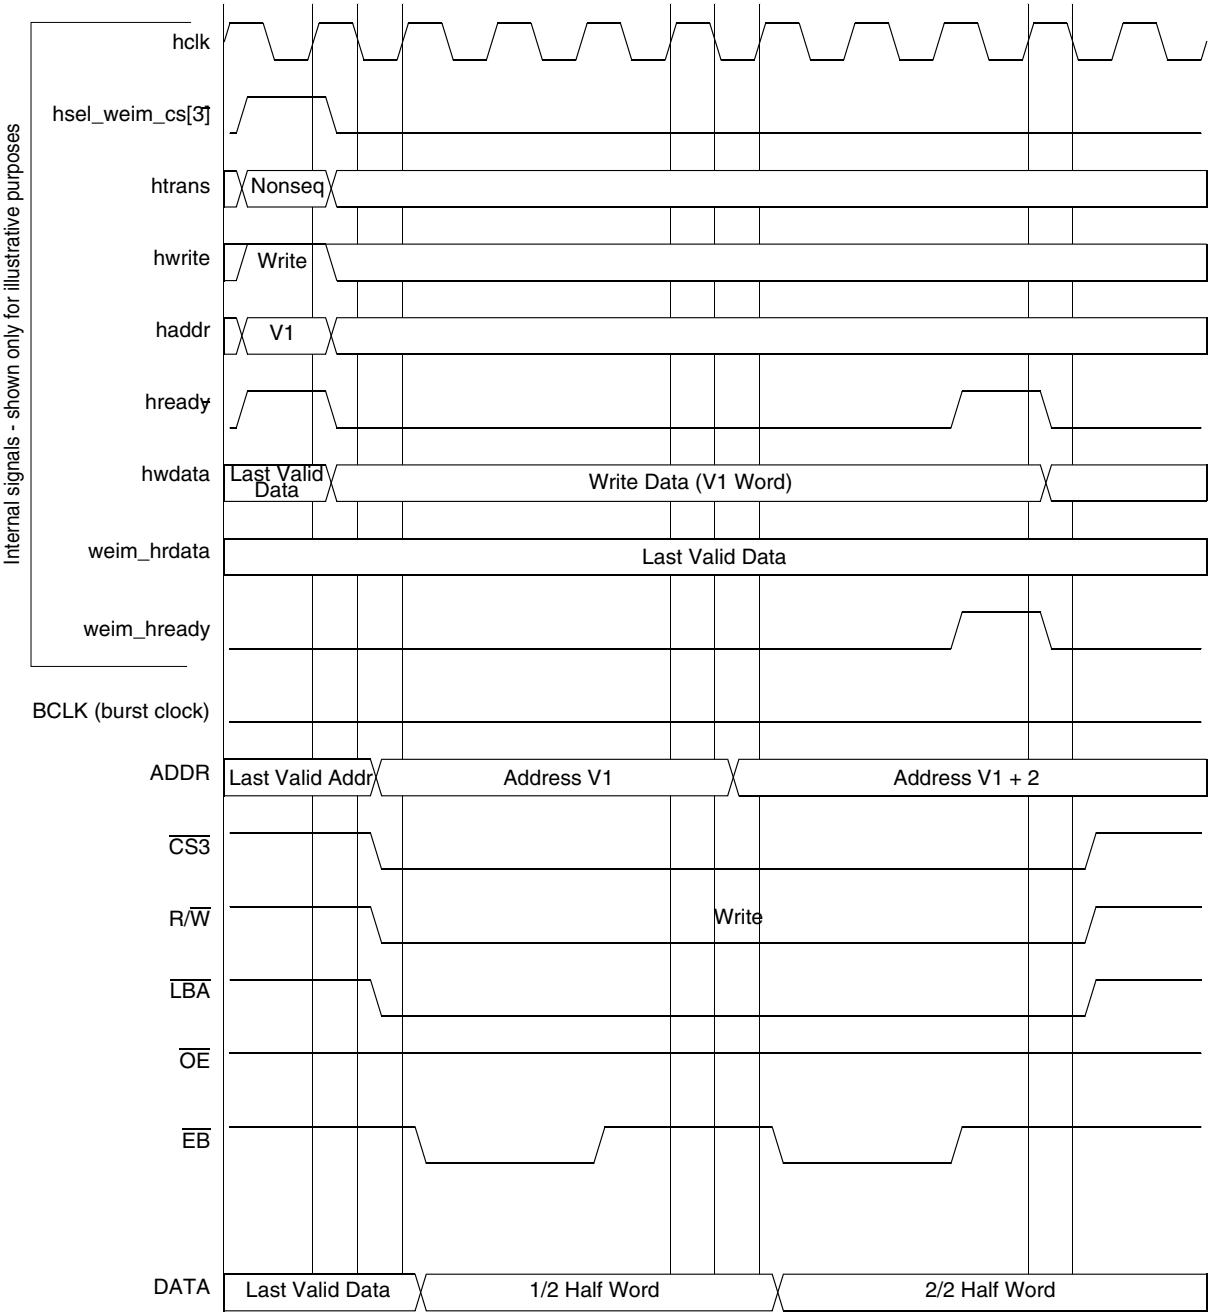 Internal signals - shown only for illustrative purposes
hclk
hsel_weim_cs[3]
htrans Nonseq
hwrite Write
haddr V1
hready
hwdata Last Valid Data Write Data (V1 Word)
weim_hrdata Last Valid Data
weim_hready
BCLK (burst clock)
ADDR Last Valid Addr Address V1 Address V1 + 2
CS3
R/W Write
LBA
OE
EB
DATA Last Valid Data 1/2 Half Word 2/2 Half Word